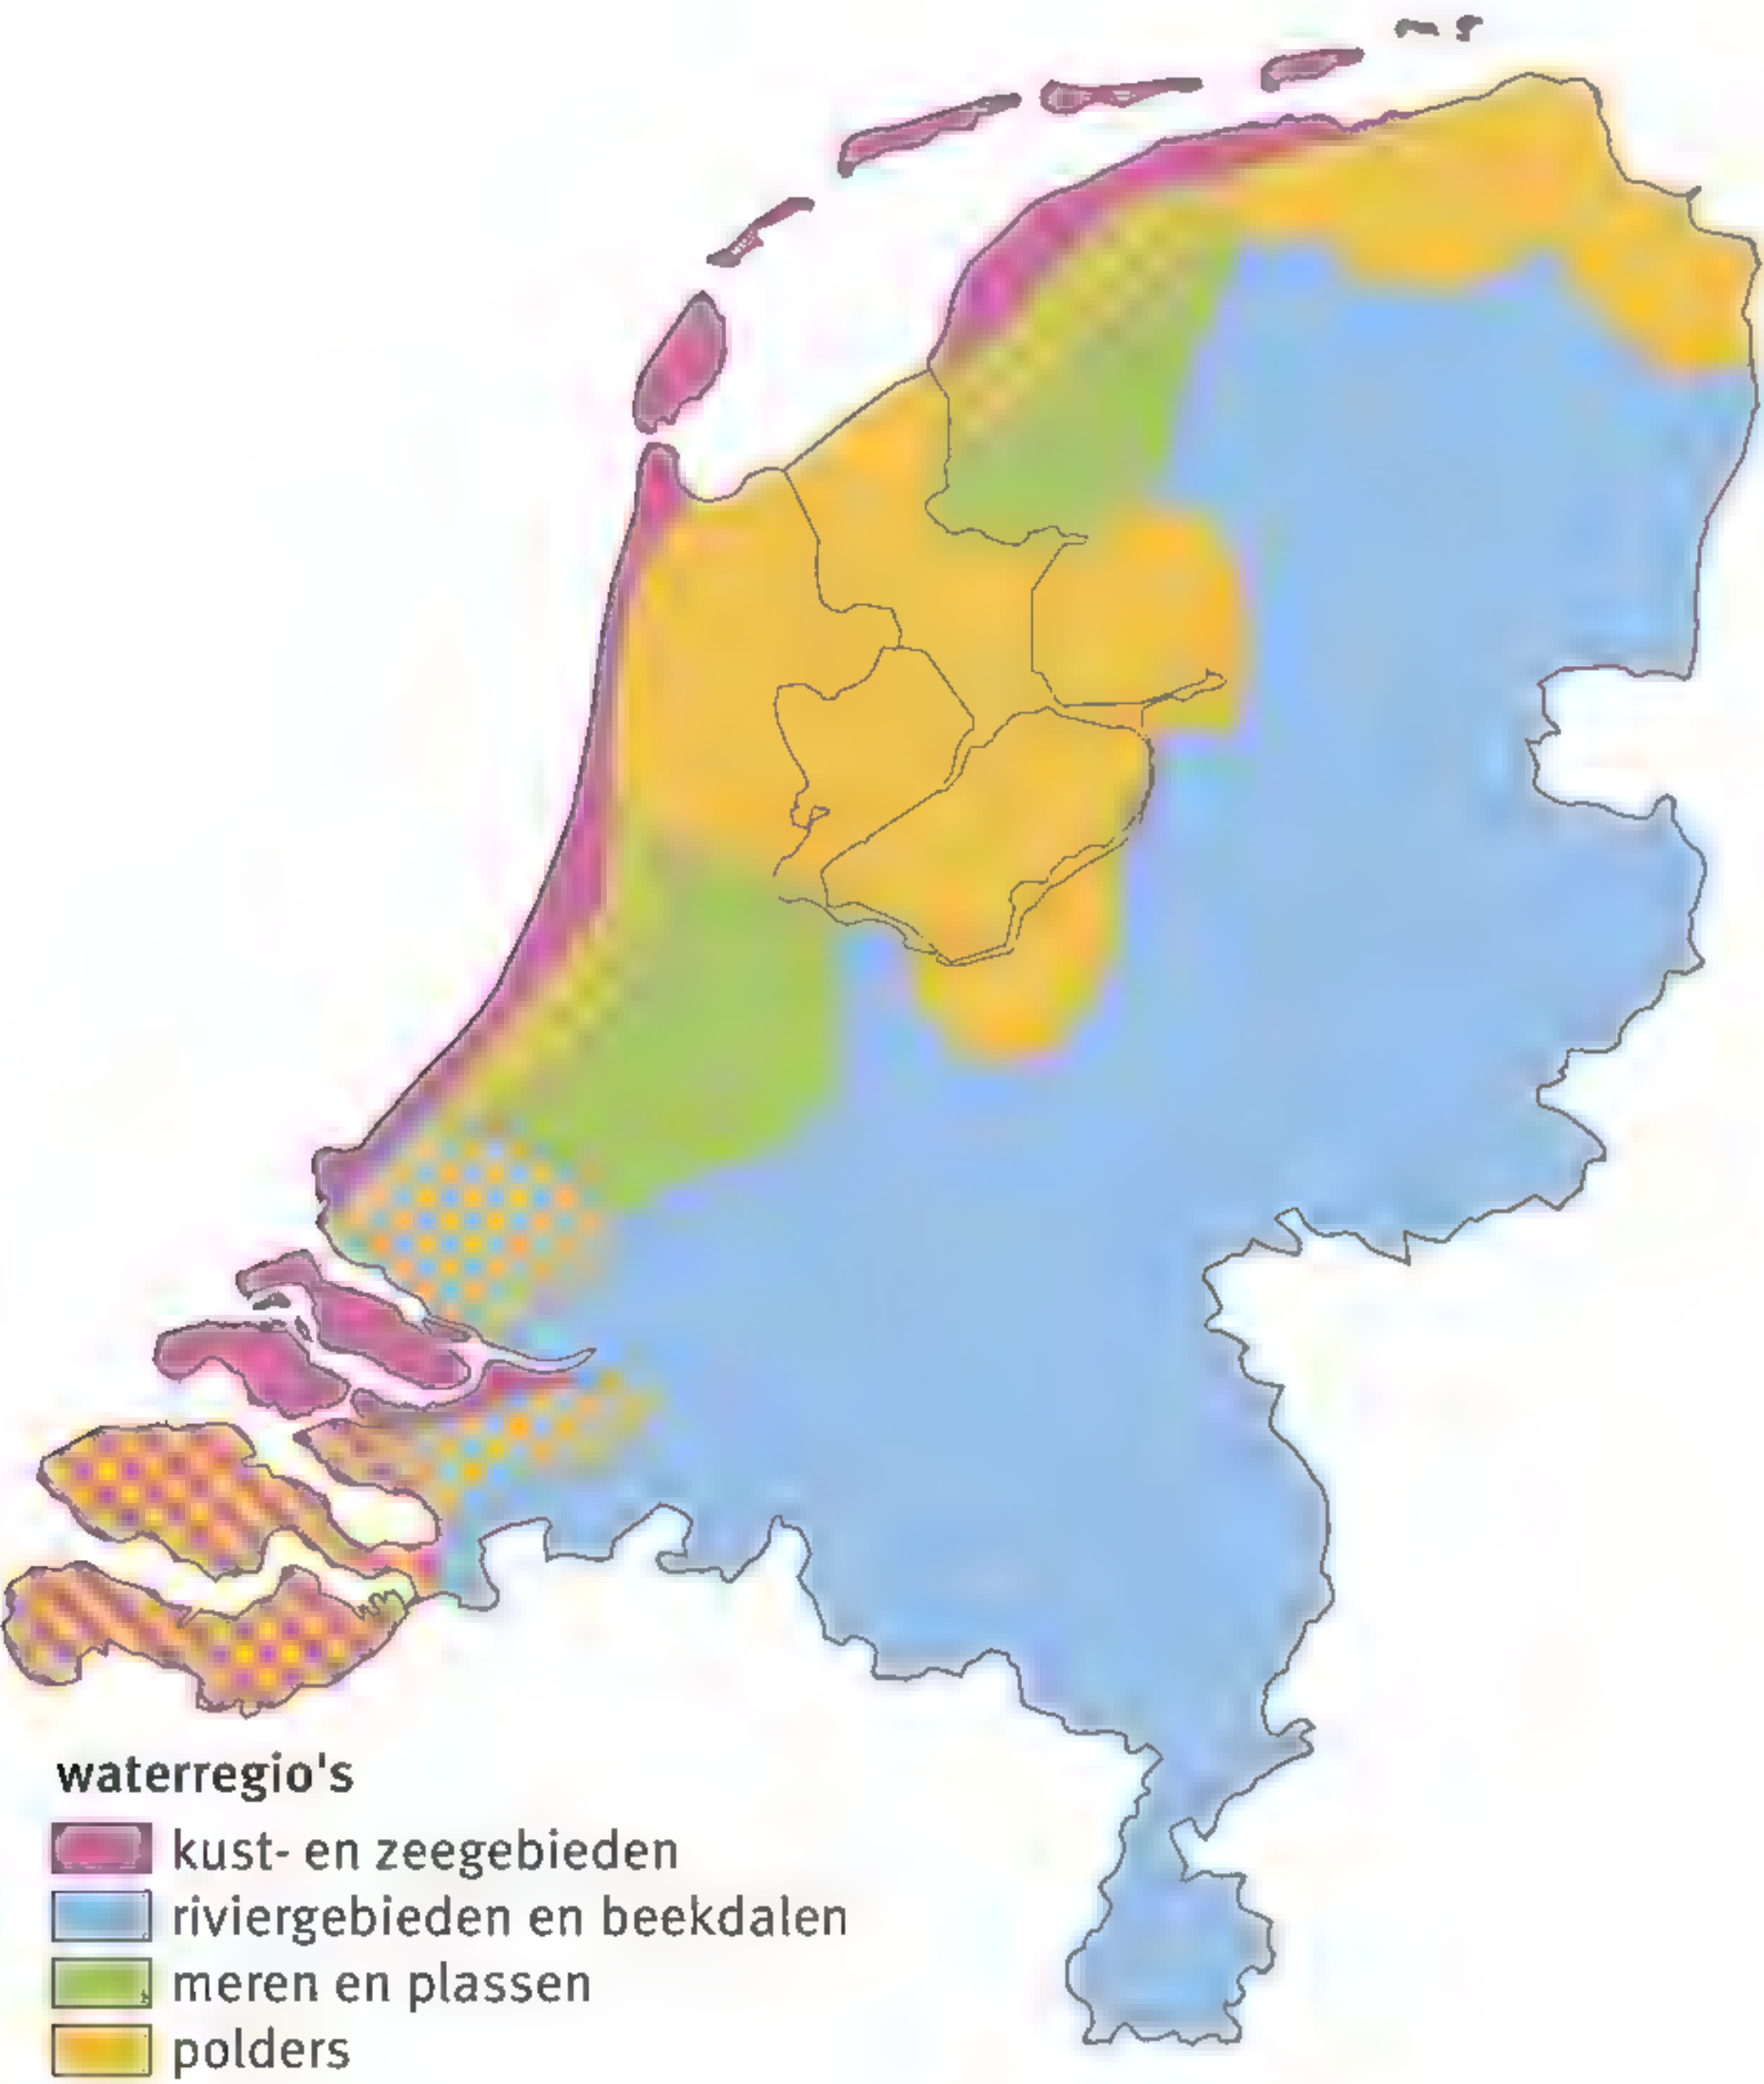 waterregio's
kust- en zeegebieden
riviergebieden en beekdalen
meren en plassen
polders